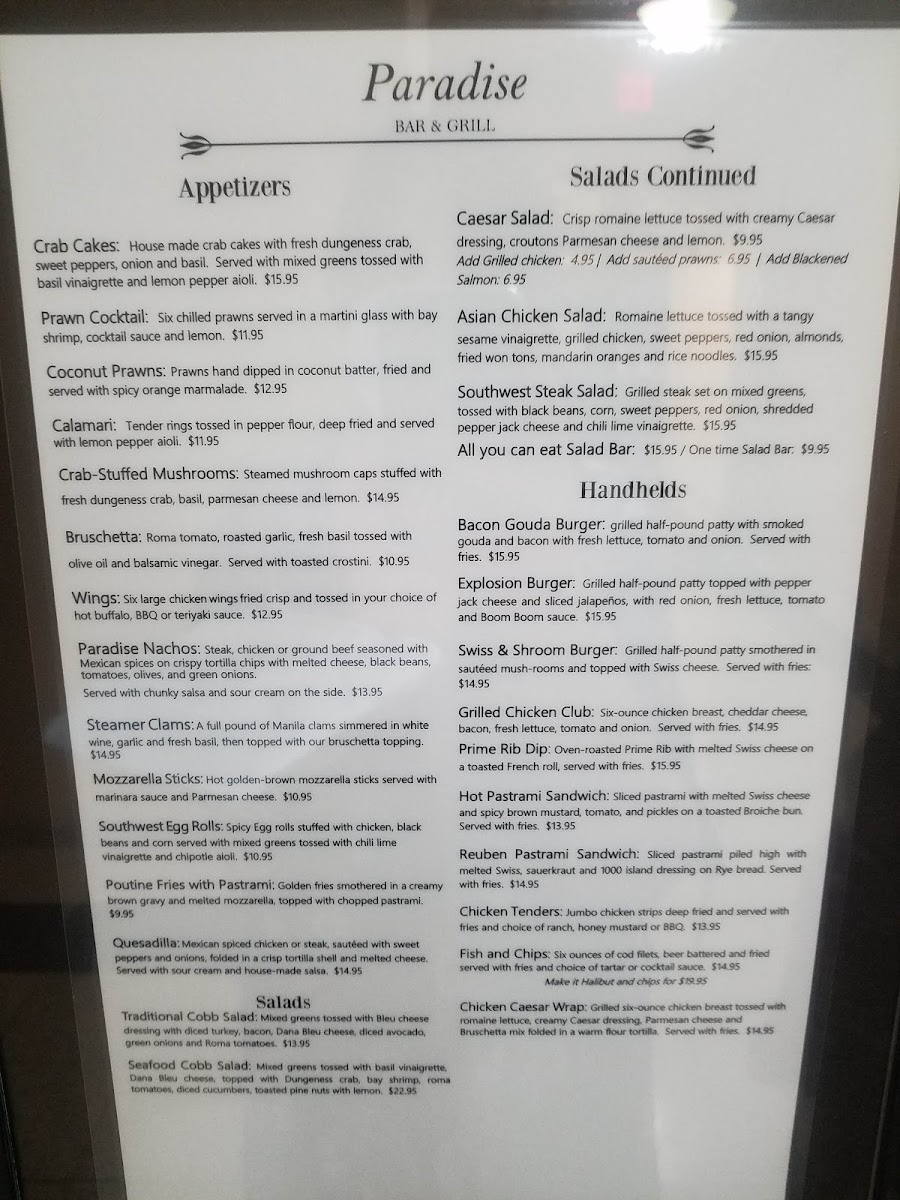 Paradise
BAR & GRILL
Appetizers
Crab Cakes: House made crab cakes with fresh dungeness crab,
sweet peppers, onion and basil. Served with mixed greens tossed with
basil vinaigrette and lemon pepper aioli. $15.95
Prawn Cocktail: Six chilled prawns served in a martini glass with bay
shrimp, cocktail sauce and lemon. $11.95
Coconut Prawns: Prawns hand dipped in coconut batter, fried and
served with spicy orange marmalade. $12.95
Calamari: Tender rings tossed in pepper flour, deep fried and served
with lemon pepper aioli. $11.95
Crab-Stuffed Mushrooms: Steamed mushroom caps stuffed with
fresh dungeness crab, basil, parmesan cheese and lemon. $14.95
Bruschetta: Roma tomato, roasted garlic, fresh basil tossed with
olive oil and balsamic vinegar. Served with toasted crostini. $10.95
Wings: Six large chicken wings fried crisp and tossed in your choice of
hot buffalo, BBQ or teriyaki sauce. $12.95
Paradise Nachos: Steak, chicken or ground beef seasoned with
Mexican spices on crispy tortilla chips with melted cheese, black beans,
tomatoes, olives, and green onions.
Served with chunky salsa and sour cream on the side. $13.95
Steamer Clams: A full pound of Manila clams simmered in white
wine, garlic and fresh basil, then topped with our bruschetta topping.
$14.95
Mozzarella Sticks: Hot golden-brown mozzarella sticks served with
marinara sauce and Parmesan cheese. $10.95
Southwest Egg Rolls: Spicy Egg rolls stuffed with chicken, black
beans and corn served with mixed greens tossed with chili lime
vinaigrette and chipotle aioli. $10.95
Poutine Fries with Pastrami: Golden fries smothered in a creamy
brown gravy and melted mozzarella, topped with chopped pastrami.
$9.95
Quesadilla: Mexican spiced chicken or steak, sautéed with sweet
peppers and onions, folded in a crisp tortilla shell and melted cheese.
Served with sour cream and house-made salsa. $14.95
Salads
Traditional Cobb Salad: Mixed greens tossed with Bleu cheese
dressing with diced turkey, bacon, Dana Bleu cheese, diced avocado,
green onions and Roma tomatoes. $13.95
Seafood Cobb Salad: Mixed greens tossed with basil vinaigrette,
Dana Bleu cheese, topped with Dungeness crab, bay shrimp, roma
tomatoes, diced cucumbers, toasted pine nuts with lemon. $22.95
Salads Continued
Caesar Salad: Crisp romaine lettuce tossed with creamy Caesar
dressing, croutons Parmesan cheese and lemon. $9.95
Add Grilled chicken: 4.95 | Add sautéed prawns: 6.95 | Add Blackened
Salmon: 6.95
Asian Chicken Salad: Romaine lettuce tossed with a tangy
sesame vinaigrette, grilled chicken, sweet peppers, red onion, almonds,
fried won tons, mandarin oranges and rice noodles. $15.95
Southwest Steak Salad: Grilled steak set on mixed greens,
tossed with black beans, corn, sweet peppers, red onion, shredded
pepper jack cheese and chili lime vinaigrette. $15.95
All you can eat Salad Bar: $15.95 / One time Salad Bar: $9.95
Handhelds
Bacon Gouda Burger: grilled half-pound patty with smoked
gouda and bacon with fresh lettuce, tomato and onion. Served with
fries. $15.95
Explosion Burger: Grilled half-pound patty topped with pepper
jack cheese and sliced jalapeños, with red onion, fresh lettuce, tomato
and Boom Boom sauce. $15.95
Swiss & Shroom Burger: Grilled half-pound patty smothered in
sautéed mush-rooms and topped with Swiss cheese. Served with fries:
$14.95
Grilled Chicken Club: Six-ounce chicken breast, cheddar cheese,
bacon, fresh lettuce, tomato and onion. Served with fries. $14.95
Prime Rib Dip: Oven-roasted Prime Rib with melted Swiss cheese on
a toasted French roll, served with fries. $15.95
Hot Pastrami Sandwich: Sliced pastrami with melted Swiss cheese
and spicy brown mustard, tomato, and pickles on a toasted Broiche bun.
Served with fries. $13.95
Reuben Pastrami Sandwich: Sliced pastrami piled high with
melted Swiss, sauerkraut and 1000 island dressing on Rye bread. Served
with fries. $14.95
Chicken Tenders: Jumbo chicken strips deep fried and served with
fries and choice of ranch, honey mustard or BBQ. $13.95
Fish and Chips: Six ounces of cod filets, beer battered and fried
served with fries and choice of tartar or cocktail sauce. $14.95
Make it Halibut and chips for $19.95
Chicken Caesar Wrap: Grilled six-ounce chicken breast tossed with
romaine lettuce, creamy Caesar dressing, Parmesan cheese and
Bruschetta mix folded in a warm flour tortilla. Served with fries. $14.95